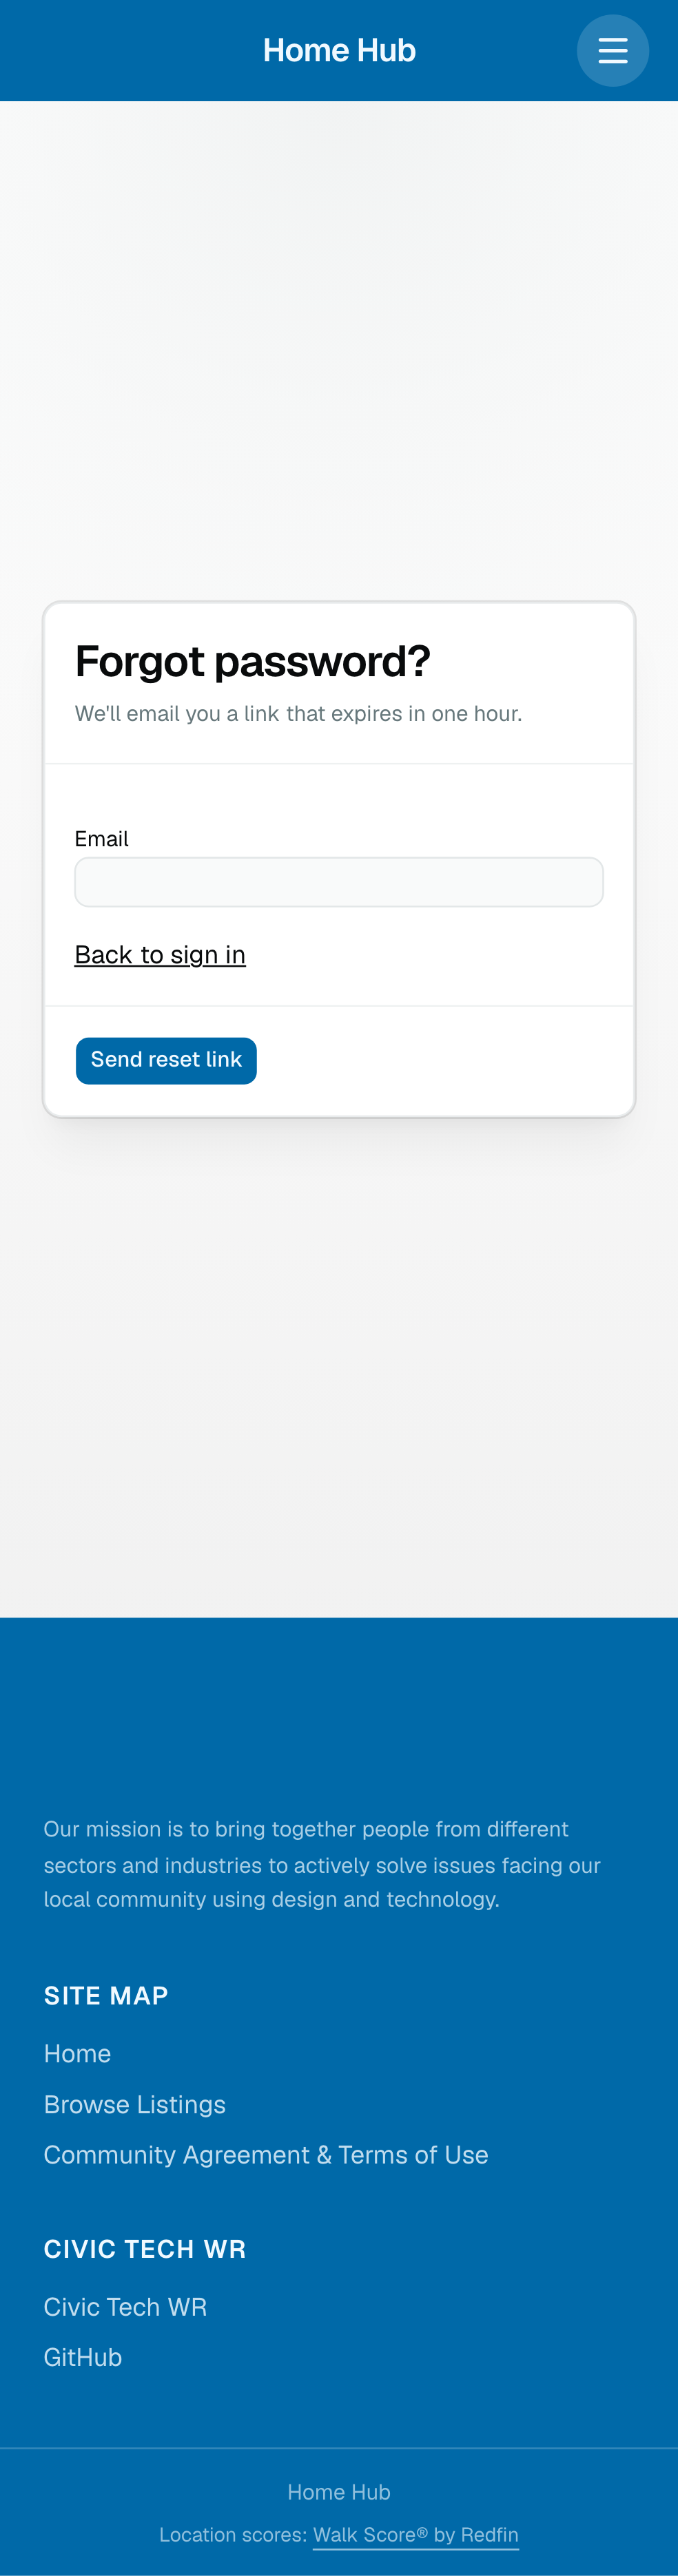 Home Hub
Forgot password?
We'll email you a link that expires in one hour.
Email
Back to sign in
Send reset link
Our mission is to bring together people from different
sectors and industries to actively solve issues facing our
local community using design and technology.
SITE MAP
Home
Browse Listings
Community Agreement & Terms of Use
CIVIC TECH WR
Civic Tech WR
GitHub
Home Hub
Location scores: Walk Score® by Redfin